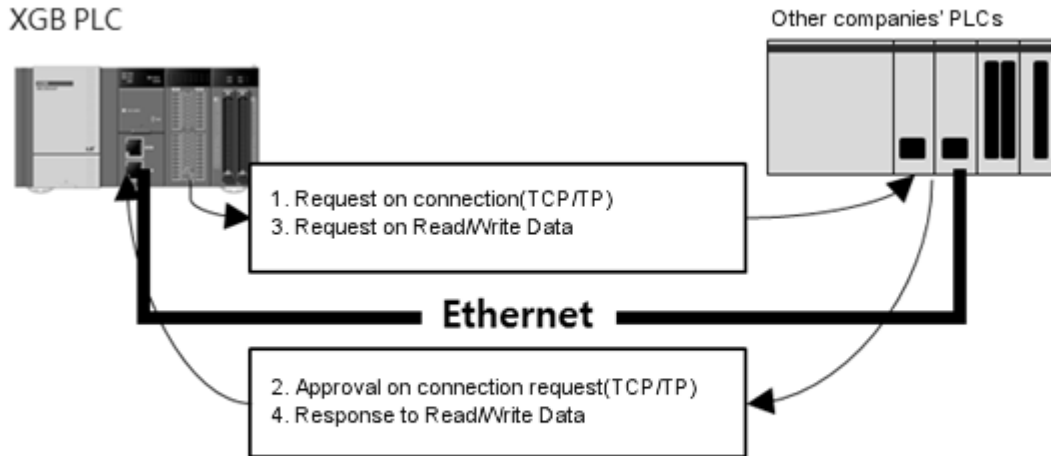 XGB PLC
Other companies' PLCs
1. Request on connection(TCP/TP)
3. Request on Read/Write Data
Ethernet
2. Approval on connection request(TCP/TP)
4. Response to Read/Write Data